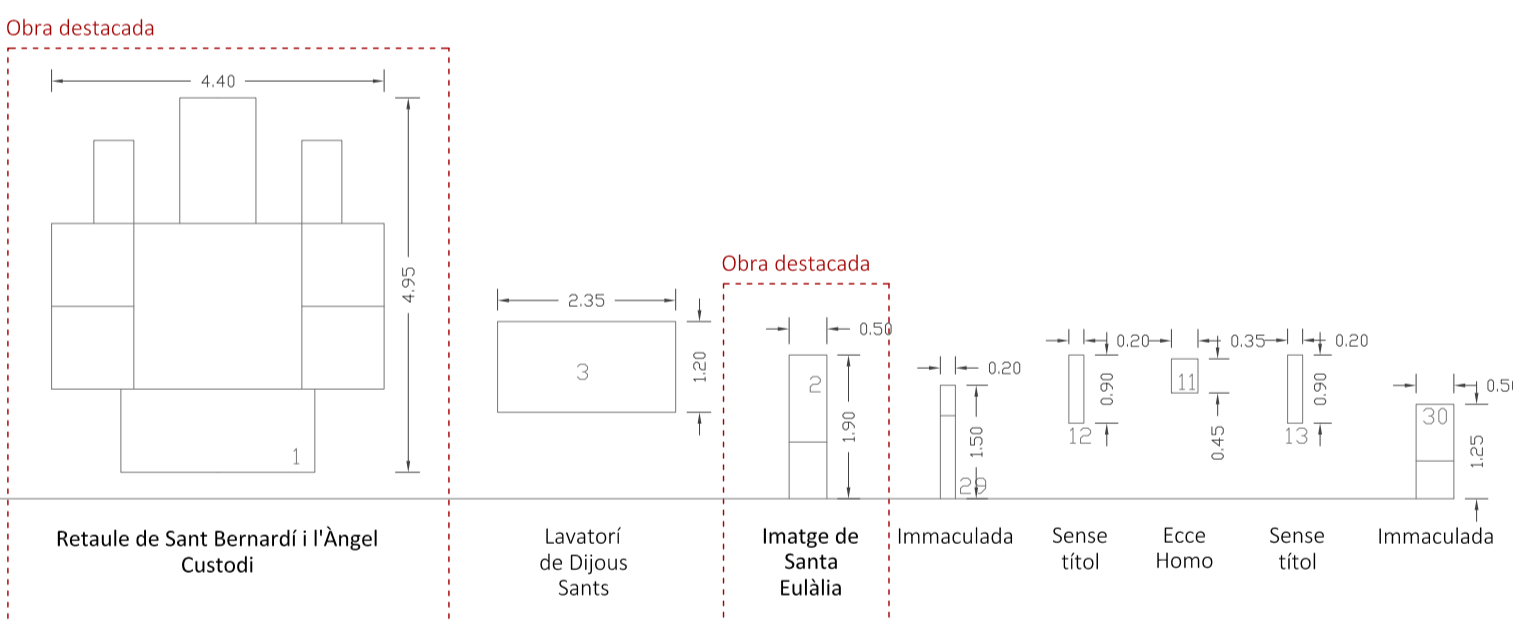 Obra destacada
4.40
4.95
1
2.35
3
1.20
Obra destacada
0.50
2
1.90
0.20
1.50
29
0.20
0.90
12
0.35
11
0.45
0.20
0.90
13
30
1.25
Retaule de Sant Bernardí i l'Àngel
Custodi
Lavatorí
de Dijous
Sants
Imatge de
Santa
Eulàlia
Immaculada
Sense
títol
Ecce
Homo
Sense
títol
Immaculada